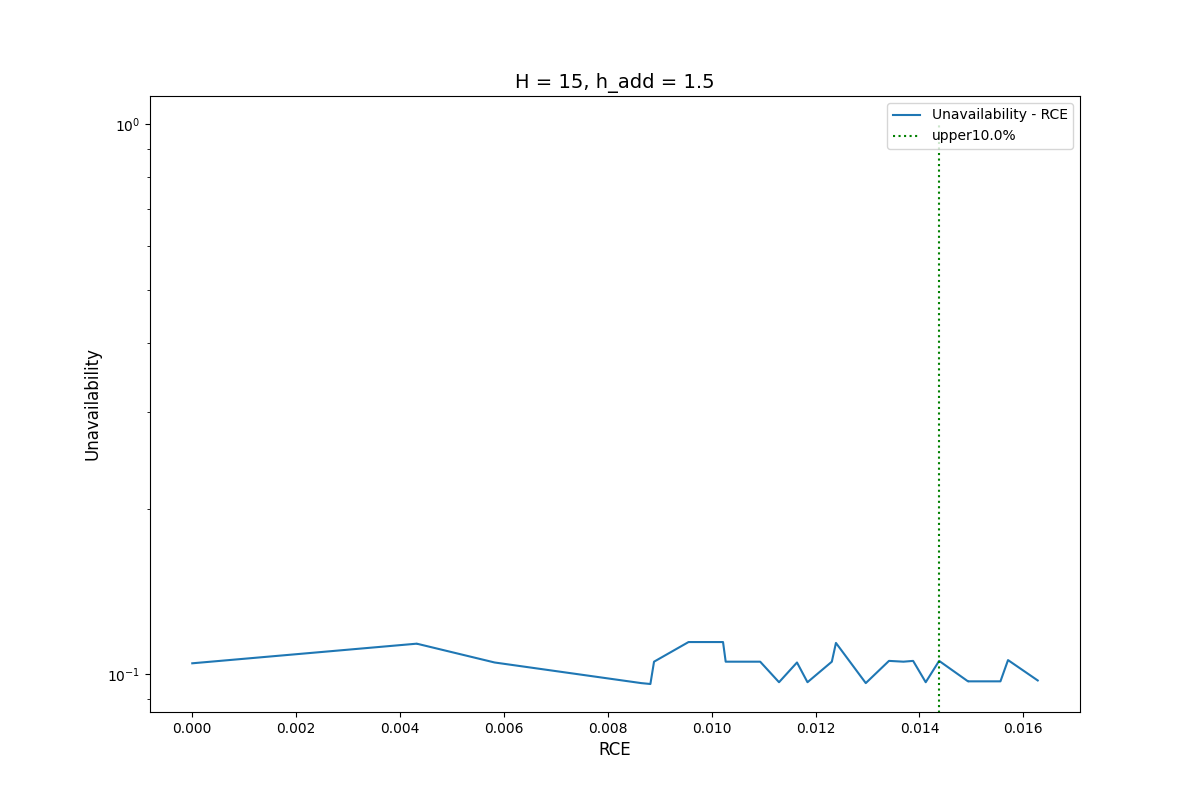 H = 15, h_add = 1.5
Unavailability - RCE
upper10.0%
10⁰
10⁻¹
Unavailability
0.000 0.002 0.004 0.006 0.008 0.010 0.012 0.014 0.016
RCE